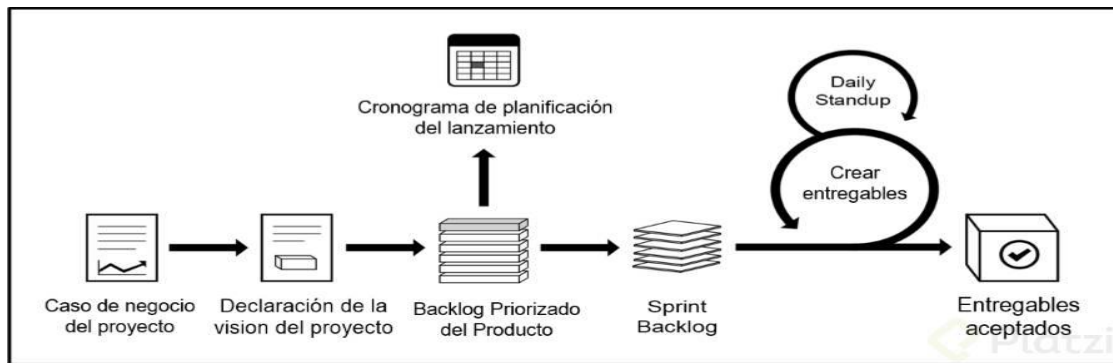 Cronograma de planificación
del lanzamiento
Daily
Standup
Crear
entregables
Caso de negocio
del proyecto
Declaración de la
vision del proyecto
Backlog Priorizado
del Producto
Sprint
Backlog
Entregables
aceptados
Platzi